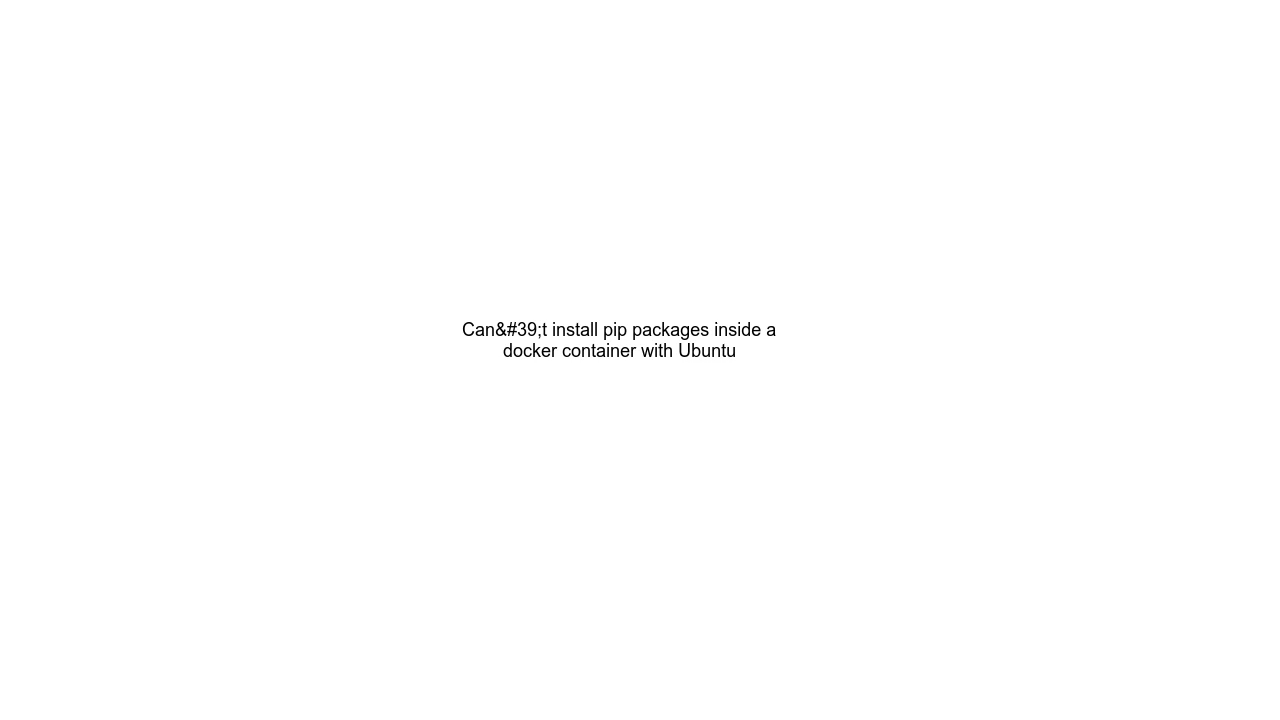 Can&#39;t install pip packages inside a
docker container with Ubuntu